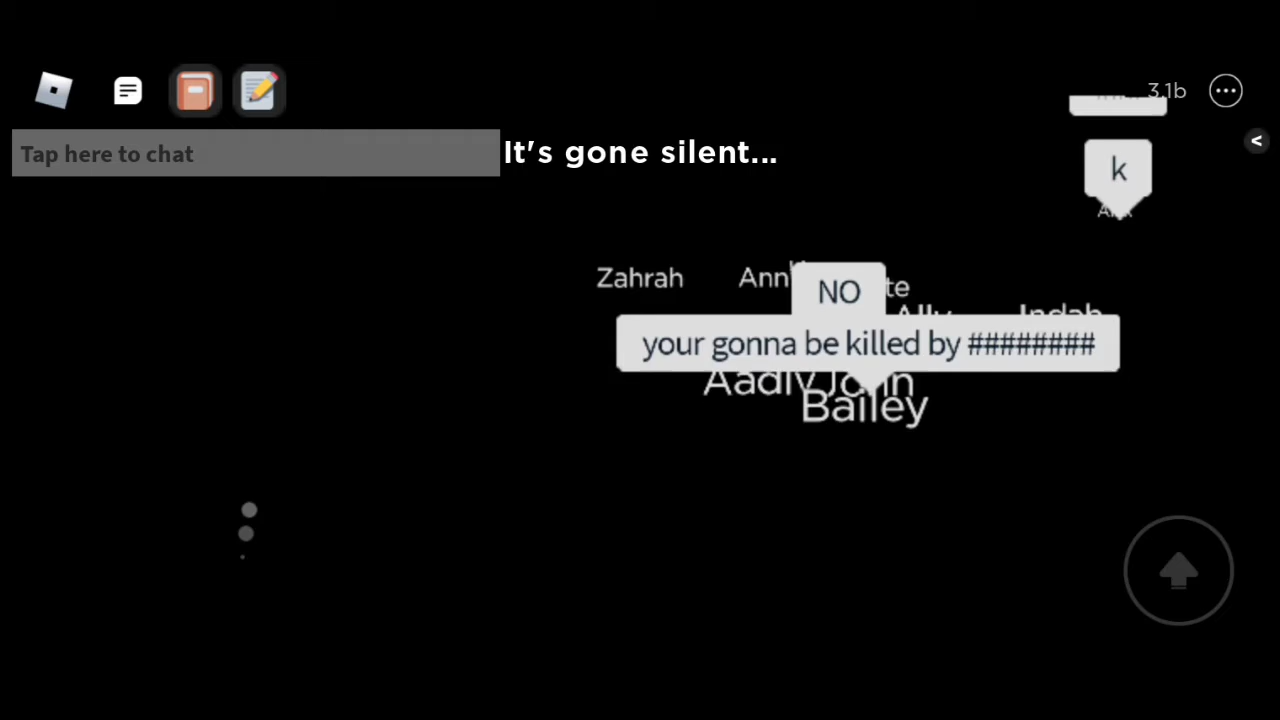 3.1b
Tap here to chat
It's gone silent...
k
Zahrah
NO
your gonna be killed by ########
Bailey